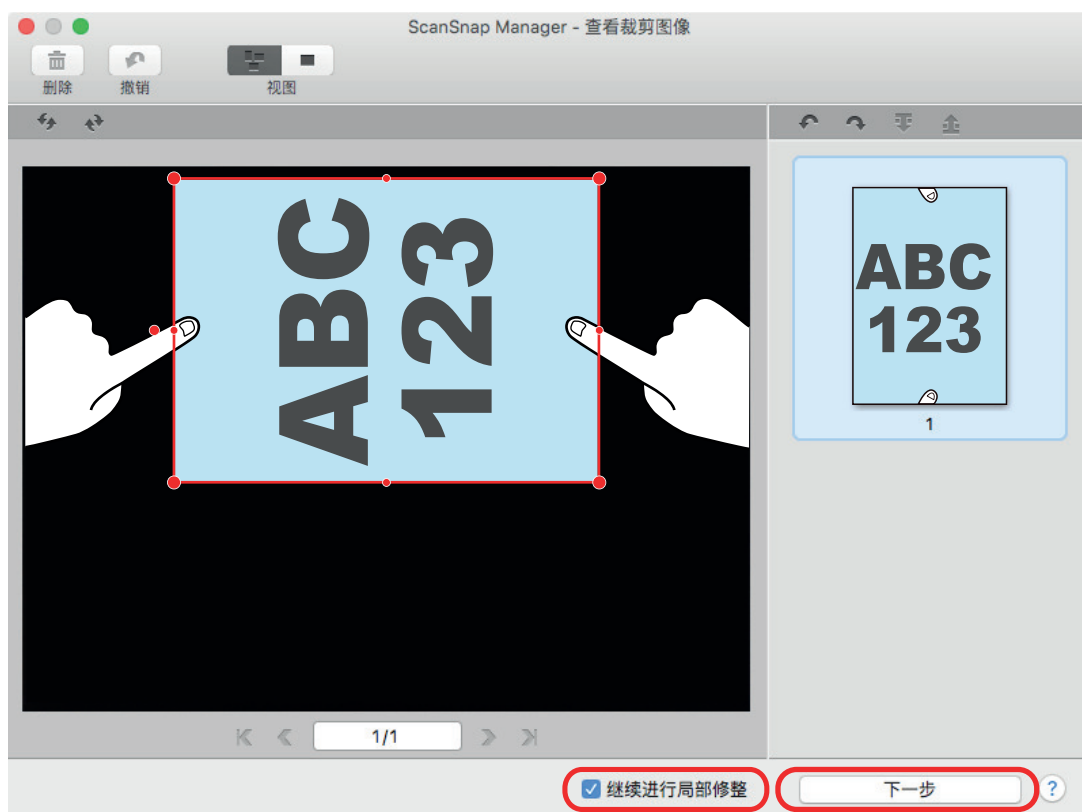 ScanSnap Manager - 查看裁剪图像
删除 撤销 视图
ABC
123
ABC
123
1
1/1
继续进行局部修整 下一步 ?